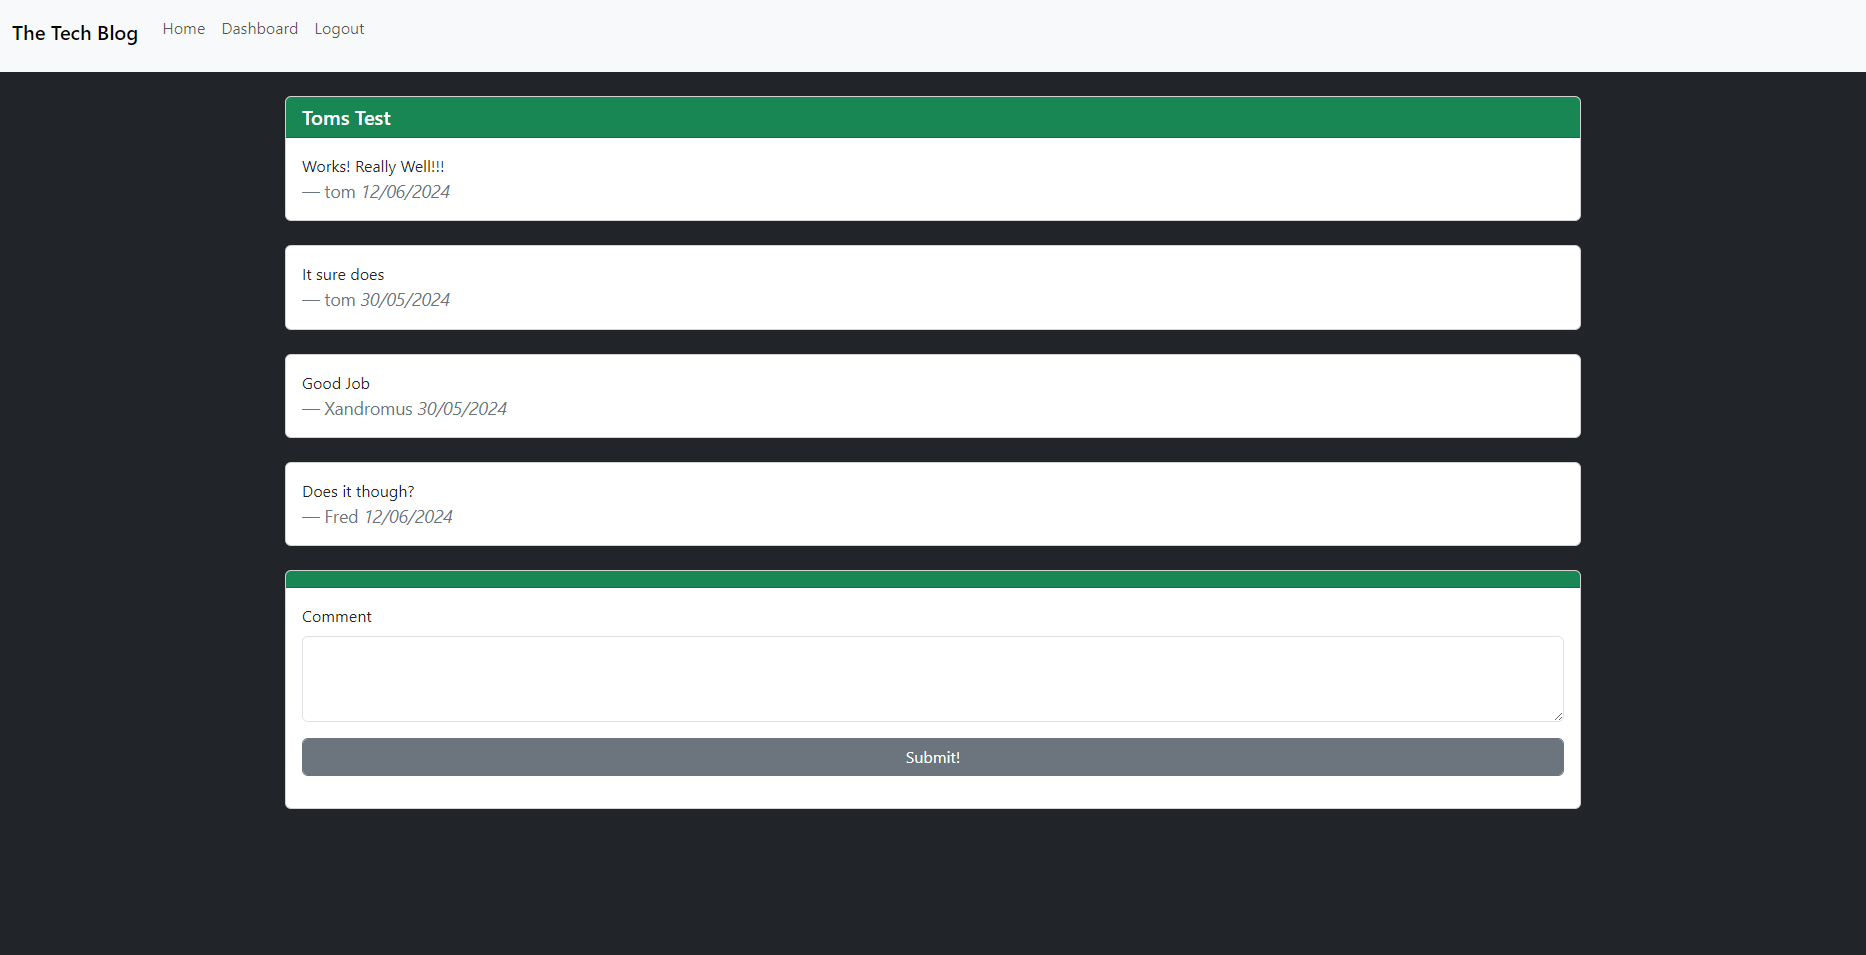 The Tech Blog Home Dashboard Logout
Toms Test
Works! Really Well!!!
— tom 12/06/2024
It sure does
— tom 30/05/2024
Good Job
— Xandromus 30/05/2024
Does it though?
— Fred 12/06/2024
Comment
Submit!